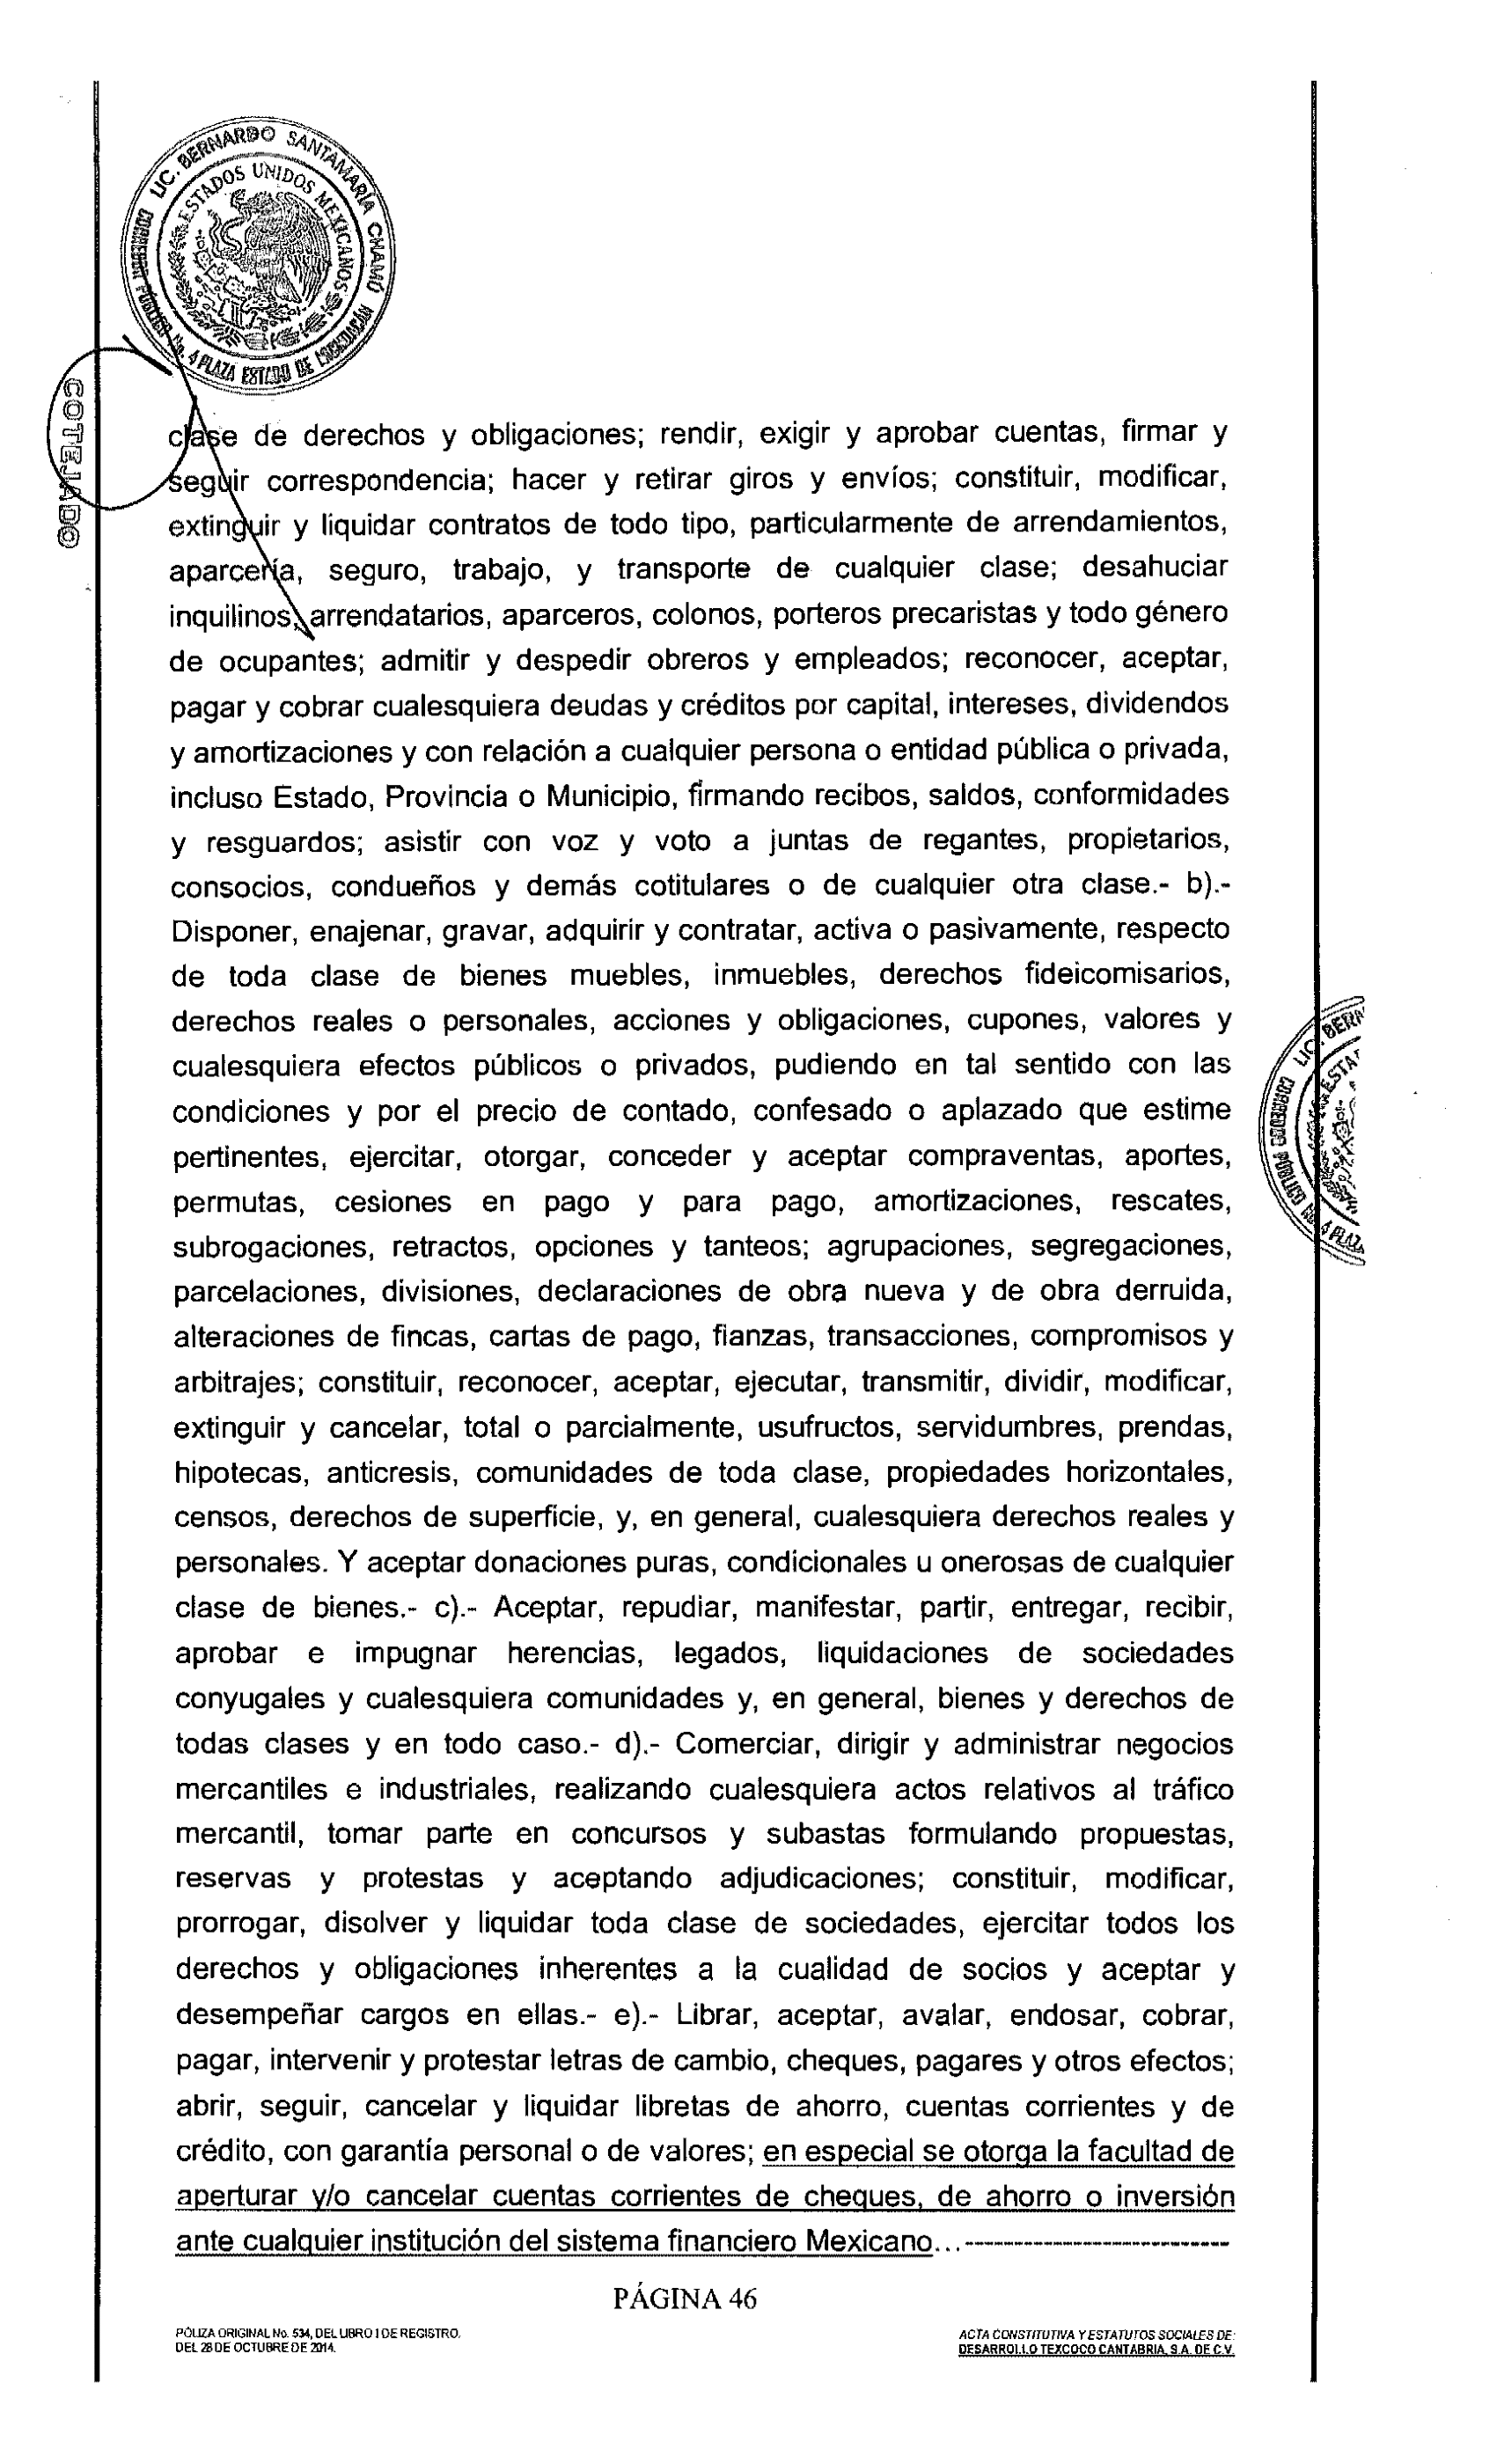 LIC. BERNARDO SANTAMARÍA CHAMÓ
ESTADOS UNIDOS MEXICANOS
CORREDOR PÚBLICO No. 4 PLAZA ESTADO DE MICHOACÁN
COTEJADO
clase de derechos y obligaciones; rendir, exigir y aprobar cuentas, firmar y
seguir correspondencia; hacer y retirar giros y envíos; constituir, modificar,
extinguir y liquidar contratos de todo tipo, particularmente de arrendamientos,
aparcería, seguro, trabajo, y transporte de cualquier clase; desahuciar
inquilinos, arrendatarios, aparceros, colonos, porteros precaristas y todo género
de ocupantes; admitir y despedir obreros y empleados; reconocer, aceptar,
pagar y cobrar cualesquiera deudas y créditos por capital, intereses, dividendos
y amortizaciones y con relación a cualquier persona o entidad pública o privada,
incluso Estado, Provincia o Municipio, firmando recibos, saldos, conformidades
y resguardos; asistir con voz y voto a juntas de regantes, propietarios,
consocios, condueños y demás cotitulares o de cualquier otra clase.- b).-
Disponer, enajenar, gravar, adquirir y contratar, activa o pasivamente, respecto
de toda clase de bienes muebles, inmuebles, derechos fideicomisarios,
derechos reales o personales, acciones y obligaciones, cupones, valores y
cualesquiera efectos públicos o privados, pudiendo en tal sentido con las
condiciones y por el precio de contado, confesado o aplazado que estime
pertinentes, ejercitar, otorgar, conceder y aceptar compraventas, aportes,
permutas, cesiones en pago y para pago, amortizaciones, rescates,
subrogaciones, retractos, opciones y tanteos; agrupaciones, segregaciones,
parcelaciones, divisiones, declaraciones de obra nueva y de obra derruida,
alteraciones de fincas, cartas de pago, fianzas, transacciones, compromisos y
arbitrajes; constituir, reconocer, aceptar, ejecutar, transmitir, dividir, modificar,
extinguir y cancelar, total o parcialmente, usufructos, servidumbres, prendas,
hipotecas, anticresis, comunidades de toda clase, propiedades horizontales,
censos, derechos de superficie, y, en general, cualesquiera derechos reales y
personales. Y aceptar donaciones puras, condicionales u onerosas de cualquier
clase de bienes.- c).- Aceptar, repudiar, manifestar, partir, entregar, recibir,
aprobar e impugnar herencias, legados, liquidaciones de sociedades
conyugales y cualesquiera comunidades y, en general, bienes y derechos de
todas clases y en todo caso.- d).- Comerciar, dirigir y administrar negocios
mercantiles e industriales, realizando cualesquiera actos relativos al tráfico
mercantil, tomar parte en concursos y subastas formulando propuestas,
reservas y protestas y aceptando adjudicaciones; constituir, modificar,
prorrogar, disolver y liquidar toda clase de sociedades, ejercitar todos los
derechos y obligaciones inherentes a la cualidad de socios y aceptar y
desempeñar cargos en ellas.- e).- Librar, aceptar, avalar, endosar, cobrar,
pagar, intervenir y protestar letras de cambio, cheques, pagares y otros efectos;
abrir, seguir, cancelar y liquidar libretas de ahorro, cuentas corrientes y de
crédito, con garantía personal o de valores; en especial se otorga la facultad de
aperturar y/o cancelar cuentas corrientes de cheques, de ahorro o inversión
ante cualquier institución del sistema financiero Mexicano...---------------------------
PÁGINA 46
PÓLIZA ORIGINAL No. 534, DEL LIBRO I DE REGISTRO.
DEL 28 DE OCTUBRE DE 2014.
ACTA CONSTITUTIVA Y ESTATUTOS SOCIALES DE:
DESARROLLO TEXCOCO CANTABRIA, S.A. DE C.V.